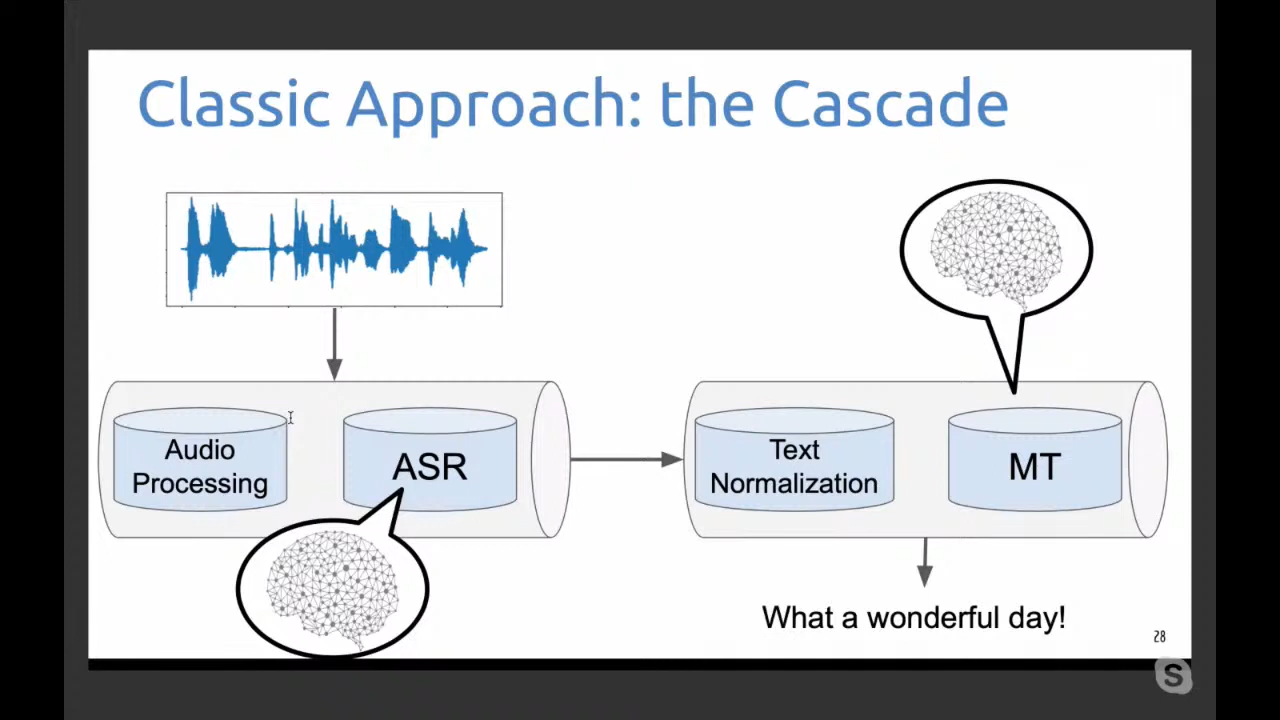 Classic Approach: the Cascade
Audio
Processing
ASR
Text
Normalization
MT
What a wonderful day!
28
S